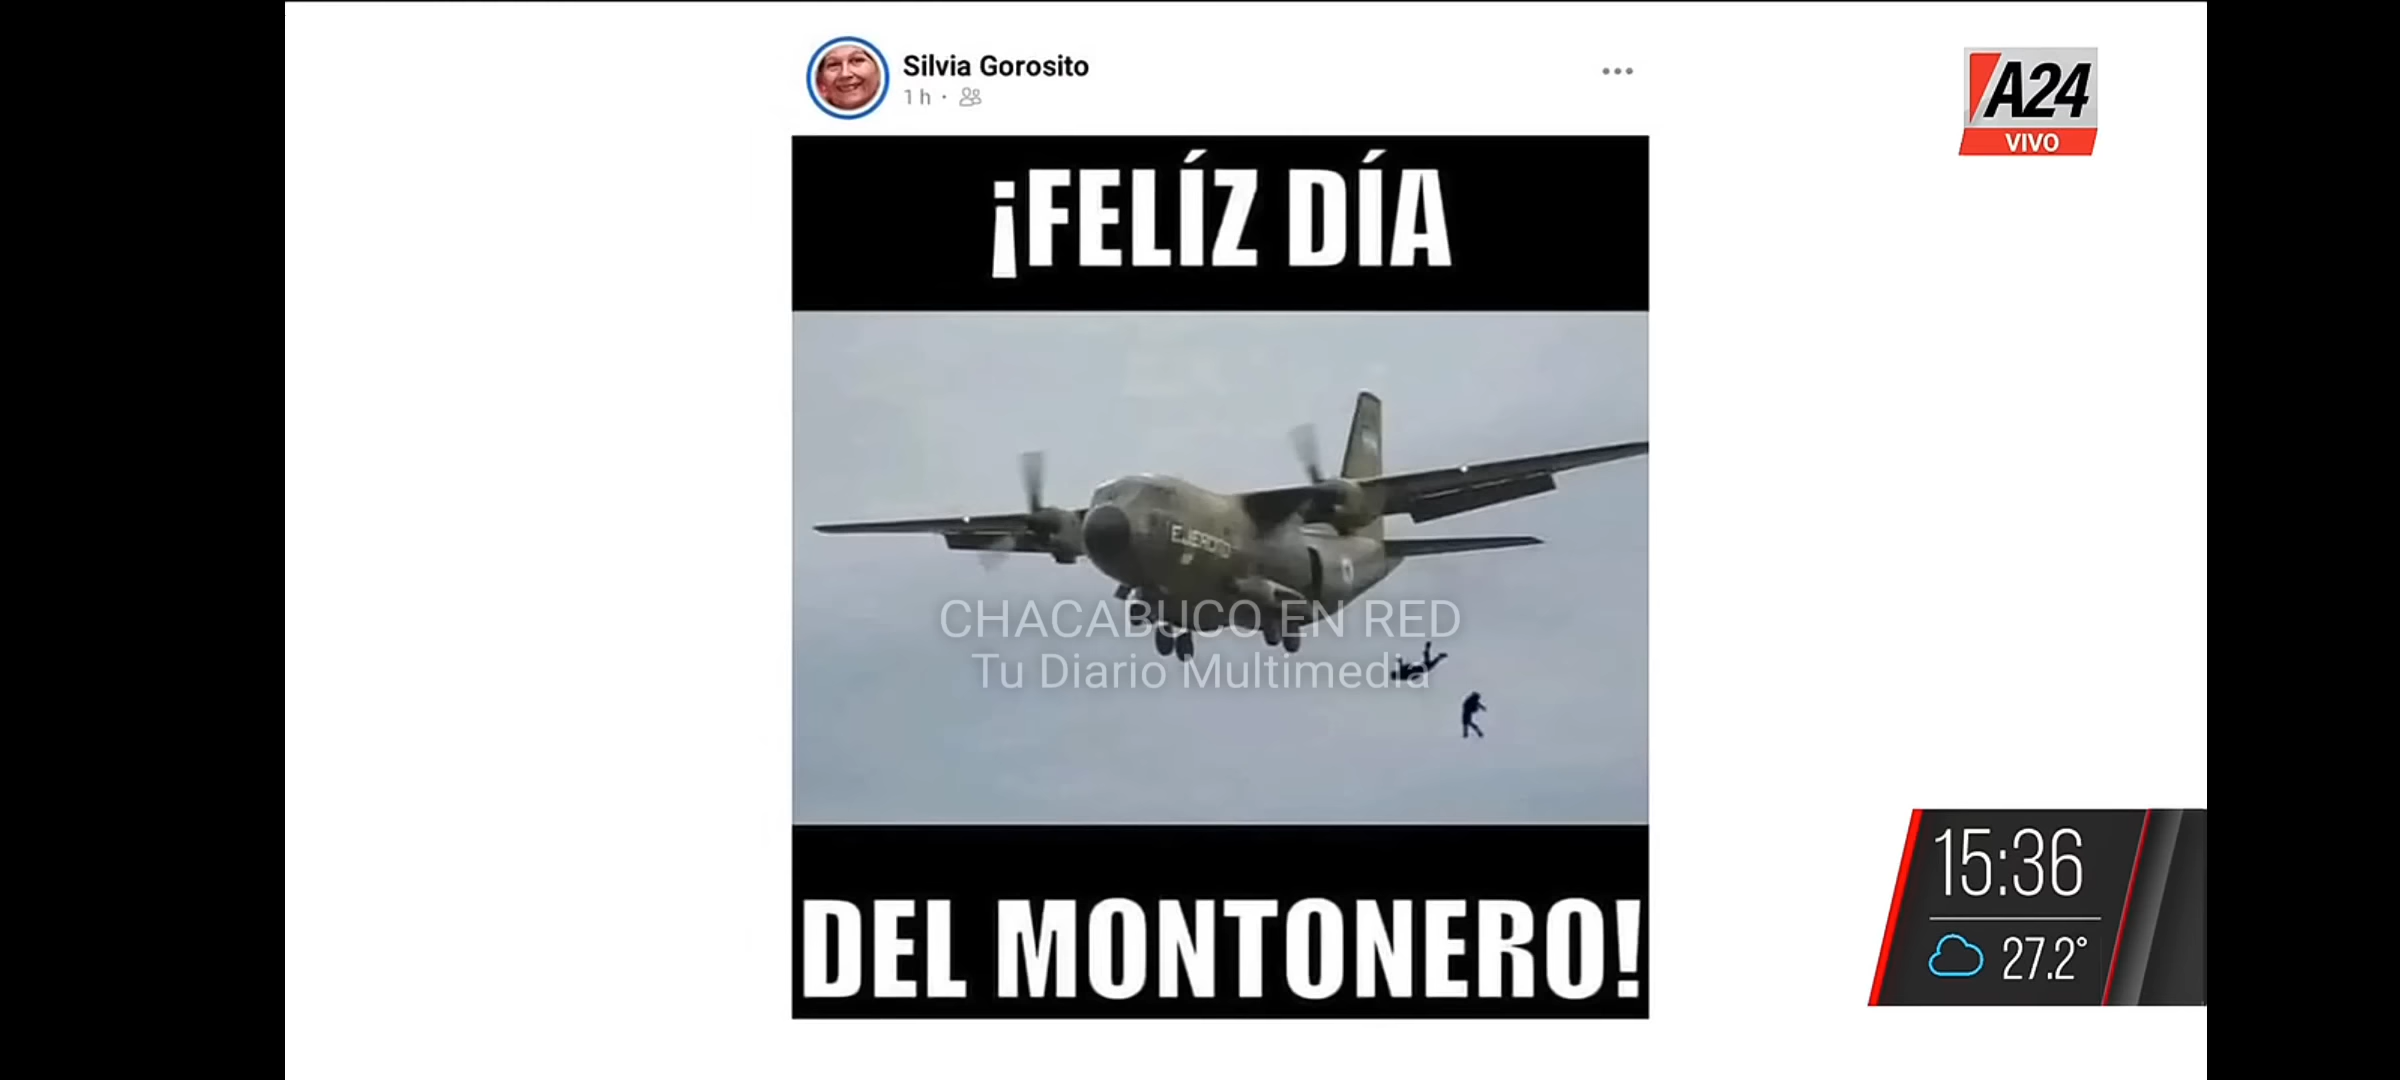 Silvia Gorosito
1 h ·
A24
VIVO
¡FELÍZ DÍA
EJERCITO
CHACABUCO EN RED
Tu Diario Multimedia
DEL MONTONERO!
15:36
27.2°